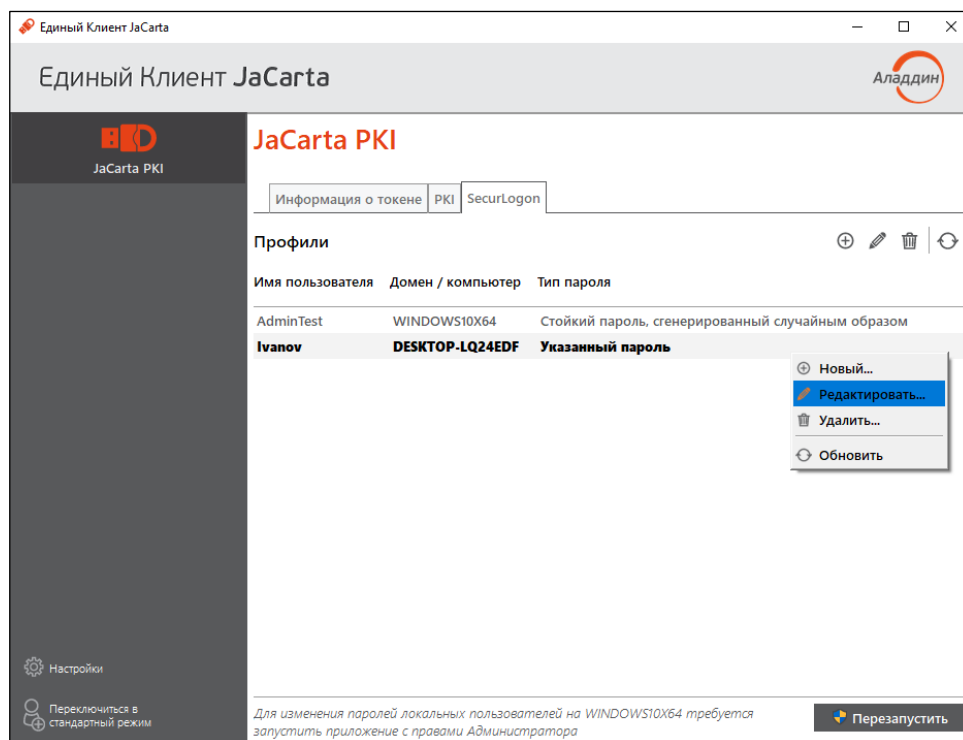 Единый Клиент JaCarta
Единый Клиент JaCarta
Аладдин
JaCarta PKI
JaCarta PKI
Информация о токене PKI SecurLogon
Профили
Имя пользователя Домен / компьютер Тип пароля
AdminTest WINDOWS10X64 Стойкий пароль, сгенерированный случайным образом
Ivanov DESKTOP-LQ24EDF Указанный пароль
Новый...
Редактировать...
Удалить...
Обновить
Настройки
Переключиться в
стандартный режим
Для изменения паролей локальных пользователей на WINDOWS10X64 требуется
запустить приложение с правами Администратора
Перезапустить